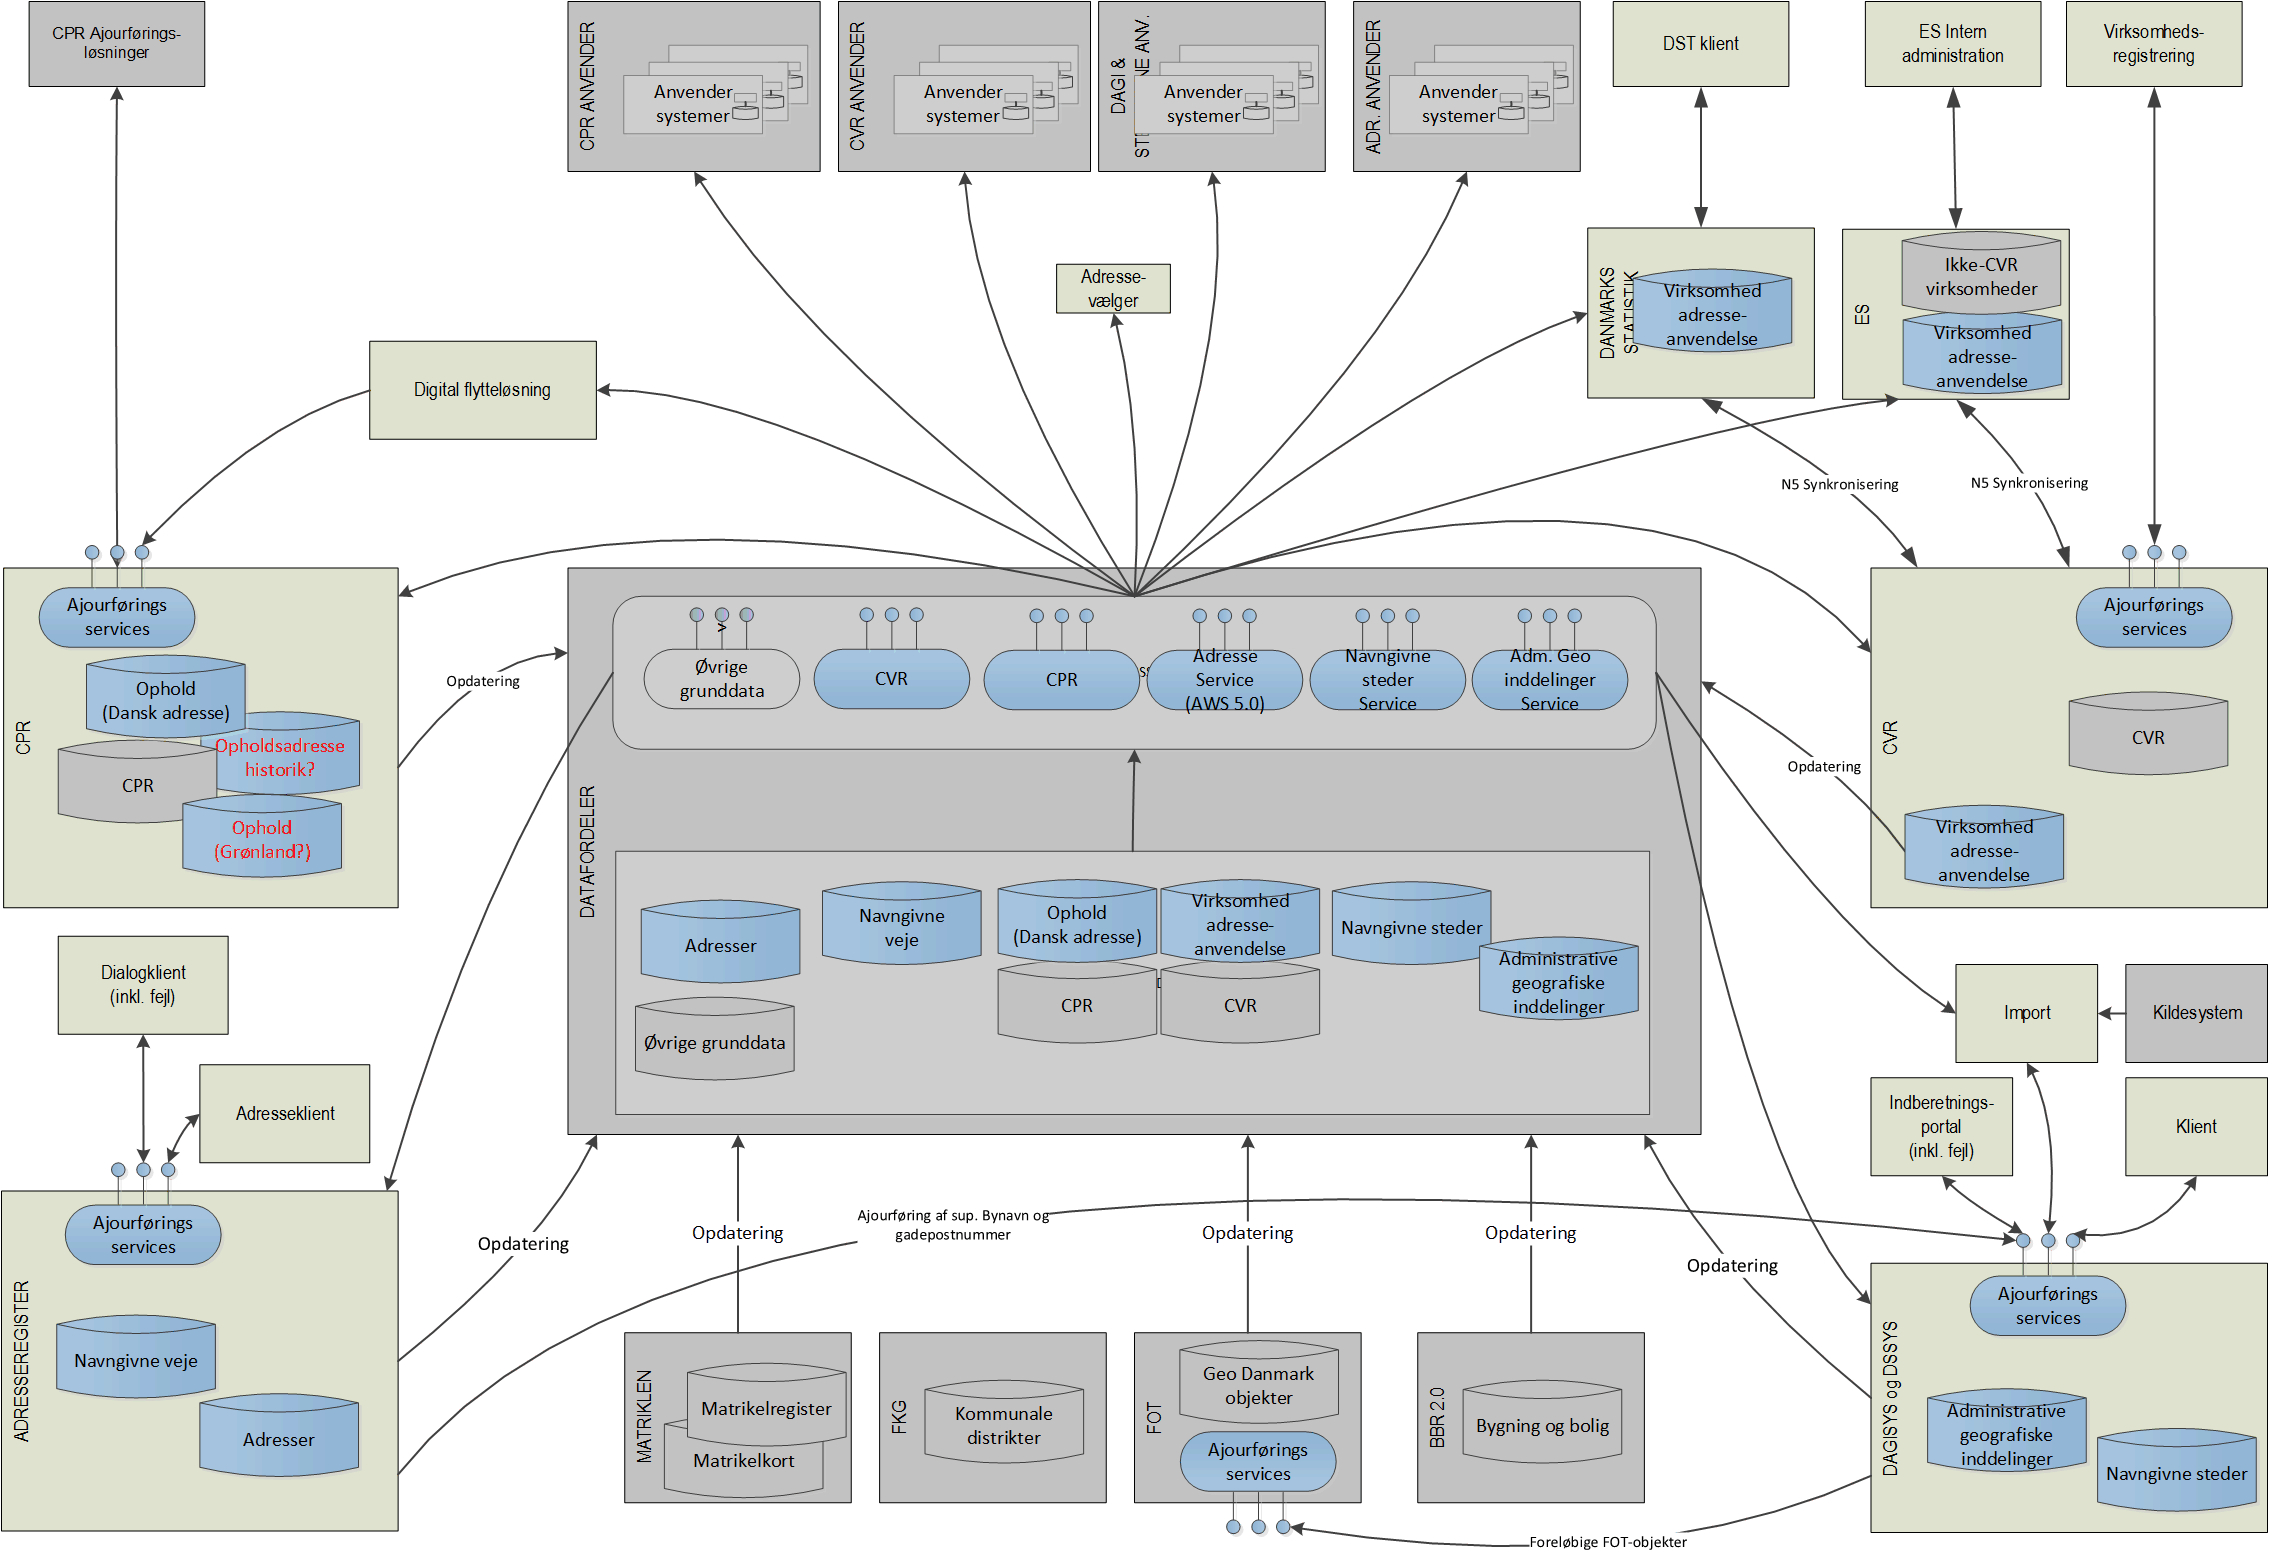 CPR Ajourførings-
løsninger
CPR ANVENDER
Anvender
systemer
CVR ANVENDER
Anvender
systemer
DAGI &
Anvender
systemer
ADR. ANVENDER
Anvender
systemer
DST klient
ES Intern
administration
Virksomheds-
registrering
Adresse-
vælger
DANMARKS
STATISTIK
Virksomhed
adresse-
anvendelse
ES
Ikke-CVR
virksomheder
Virksomhed
adresse-
anvendelse
Digital flytteløsning
N5 Synkronisering
N5 Synkronisering
CPR
Ajourførings
services
Ophold
(Dansk adresse)
Opholdsadresse
historik?
CPR
Ophold
(Grønland?)
Opdatering
DATAFORDELER
Øvrige
grunddata
CVR
CPR
Adresse
Service
(AWS 5.0)
Navngivne
steder
Service
Adm. Geo
inddelinger
Service
Adresser
Navngivne
veje
Ophold
(Dansk adresse)
Virksomhed
adresse-
anvendelse
Navngivne steder
Administrative
geografiske
inddelinger
Øvrige grunddata
CPR
CVR
CVR
Ajourførings
services
CVR
Opdatering
Virksomhed
adresse-
anvendelse
Dialogklient
(inkl. fejl)
Adresseklient
Import
Kildesystem
Indberetnings-
portal
(inkl. fejl)
Klient
ADRESSEREGISTER
Ajourførings
services
Navngivne veje
Adresser
Opdatering
Opdatering
Ajourføring af sup. Bynavn og
gadepostnummer
Opdatering
Opdatering
Opdatering
MATRIKLEN
Matrikelregister
Matrikelkort
FKG
Kommunale
distrikter
FOT
Geo Danmark
objekter
Ajourførings
services
BBR 2.0
Bygning og bolig
DAGISYS og DSSYS
Ajourførings
services
Administrative
geografiske
inddelinger
Navngivne steder
Foreløbige FOT-objekter